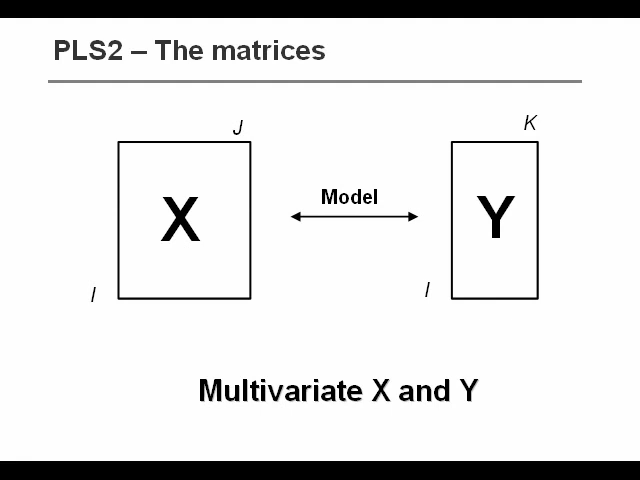 PLS2 – The matrices
J
K
X
Model
Y
I
I
Multivariate X and Y